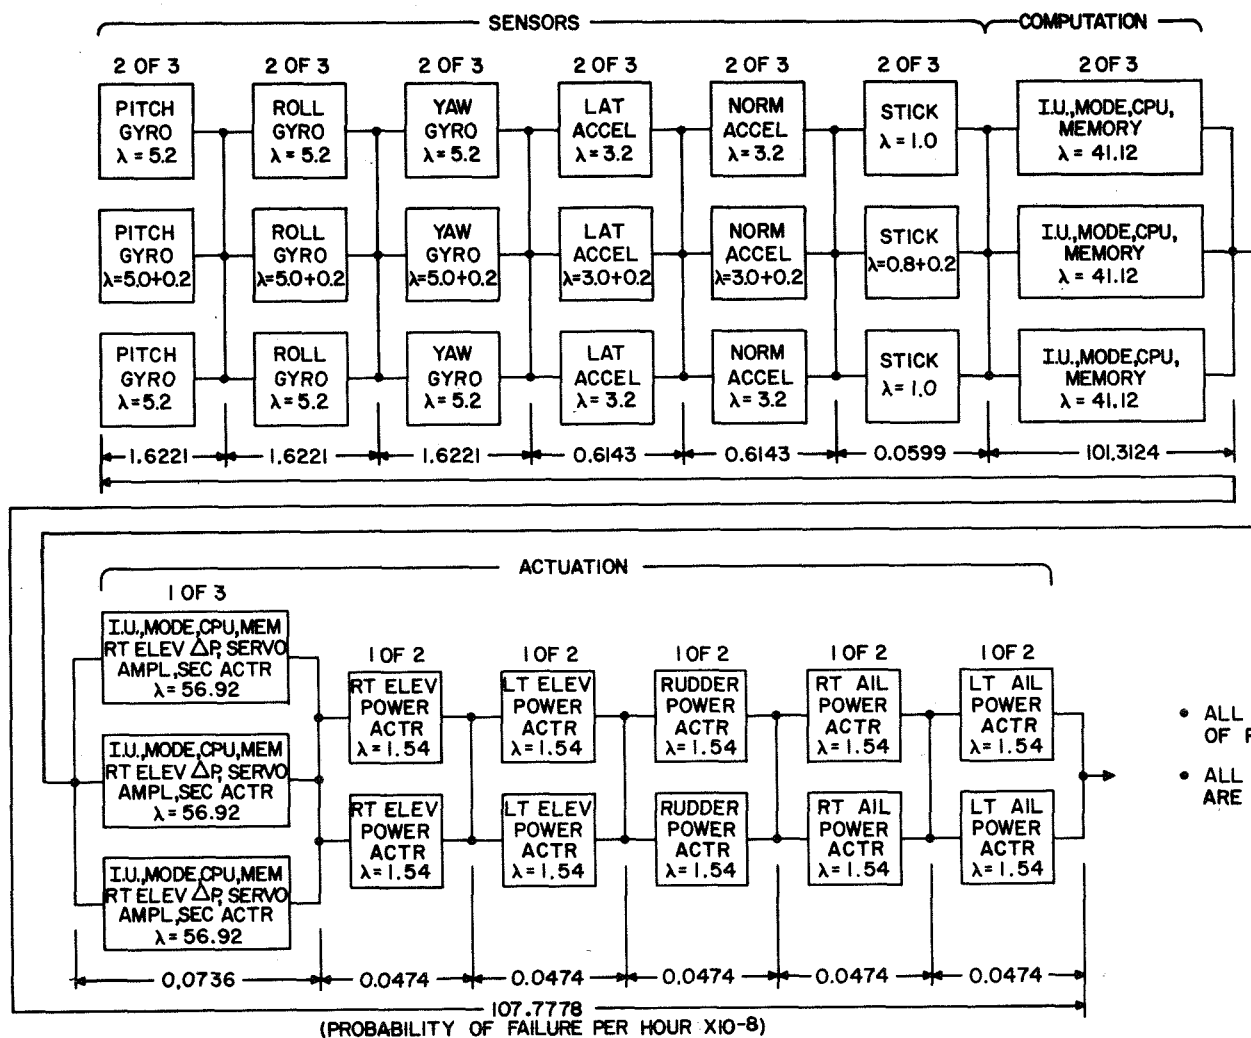 SENSORS
COMPUTATION
2 OF 3
2 OF 3
2 OF 3
2 OF 3
2 OF 3
2 OF 3
2 OF 3
PITCH
GYRO
λ = 5.2
ROLL
GYRO
λ = 5.2
YAW
GYRO
λ = 5.2
LAT
ACCEL
λ = 3.2
NORM
ACCEL
λ = 3.2
STICK
λ = 1.0
I.U.,MODE,CPU,
MEMORY
λ = 41.12
PITCH
GYRO
λ=5.0+0.2
ROLL
GYRO
λ=5.0+0.2
YAW
GYRO
λ=5.0+0.2
LAT
ACCEL
λ=3.0+0.2
NORM
ACCEL
λ=3.0+0.2
STICK
λ=0.8+0.2
I.U.,MODE,CPU,
MEMORY
λ = 41.12
PITCH
GYRO
λ=5.2
ROLL
GYRO
λ=5.2
YAW
GYRO
λ=5.2
LAT
ACCEL
λ = 3.2
NORM
ACCEL
λ = 3.2
STICK
λ = 1.0
I.U.,MODE,CPU,
MEMORY
λ = 41.12
1.6221
1.6221
1.6221
0.6143
0.6143
0.0599
101.3124
ACTUATION
1 OF 3
I.U.,MODE,CPU,MEM
RT ELEV ΔP, SERVO
AMPL,SEC ACTR
λ = 56.92
I.U.,MODE,CPU,MEM
RT ELEV ΔP, SERVO
AMPL,SEC ACTR
λ = 56.92
I.U.,MODE,CPU,MEM
RT ELEV ΔP, SERVO
AMPL,SEC ACTR
λ = 56.92
1 OF 2
1 OF 2
1 OF 2
1 OF 2
1 OF 2
RT ELEV
POWER
ACTR
λ=1.54
LT ELEV
POWER
ACTR
λ=1.54
RUDDER
POWER
ACTR
λ=1.54
RT AIL
POWER
ACTR
λ=1.54
LT AIL
POWER
ACTR
λ=1.54
RT ELEV
POWER
ACTR
λ=1.54
LT ELEV
POWER
ACTR
λ=1.54
RUDDER
POWER
ACTR
λ=1.54
RT AIL
POWER
ACTR
λ=1.54
LT AIL
POWER
ACTR
λ=1.54
• ALL
OF
• ALL
ARE
0.0736
0.0474
0.0474
0.0474
0.0474
0.0474
107.7778
(PROBABILITY OF FAILURE PER HOUR X10-8)